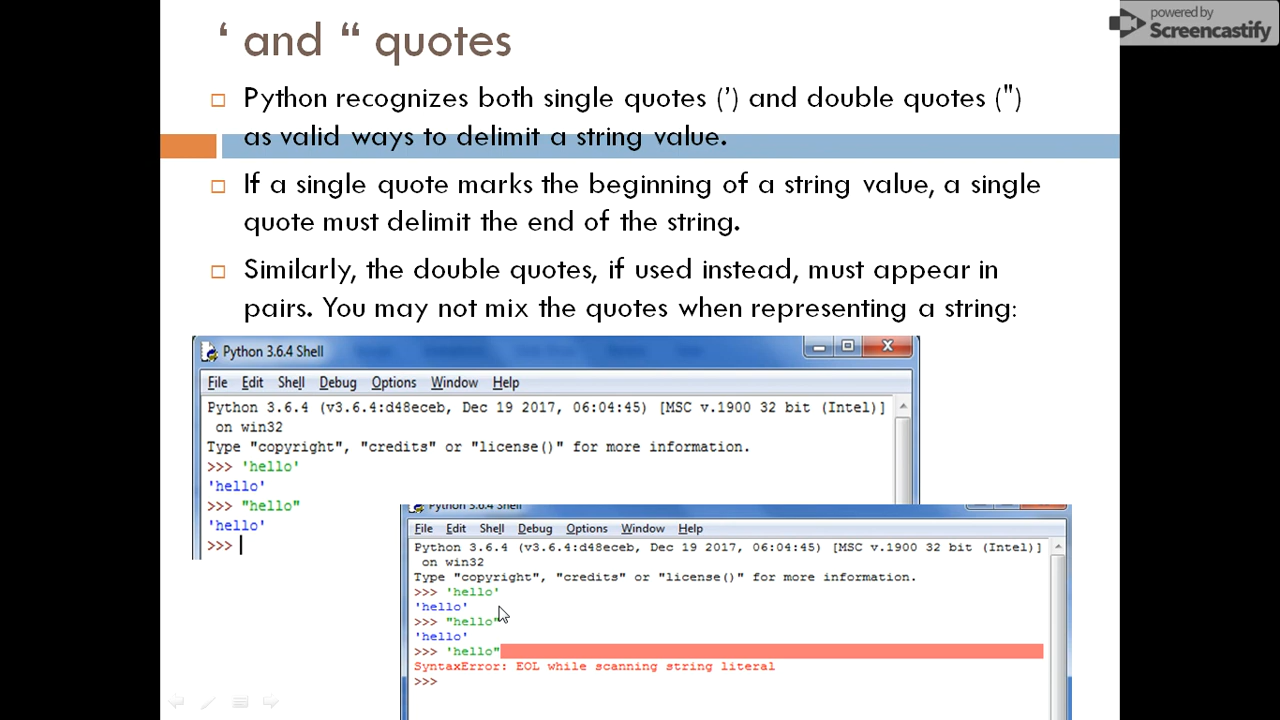 ‘ and “ quotes
powered by
Screencastify
Python recognizes both single quotes (’) and double quotes (")
as valid ways to delimit a string value.
If a single quote marks the beginning of a string value, a single
quote must delimit the end of the string.
Similarly, the double quotes, if used instead, must appear in
pairs. You may not mix the quotes when representing a string:
Python 3.6.4 Shell
File Edit Shell Debug Options Window Help
Python 3.6.4 (v3.6.4:d48eceb, Dec 19 2017, 06:04:45) [MSC v.1900 32 bit (Intel)]
on win32
Type "copyright", "credits" or "license()" for more information.
>>> 'hello'
'hello'
>>> "hello"
'hello'
>>>
Python 3.6.4 Shell
File Edit Shell Debug Options Window Help
Python 3.6.4 (v3.6.4:d48eceb, Dec 19 2017, 06:04:45) [MSC v.1900 32 bit (Intel)]
on win32
Type "copyright", "credits" or "license()" for more information.
>>> 'hello'
'hello'
>>> "hello"
'hello'
>>> 'hello"
SyntaxError: EOL while scanning string literal
>>>